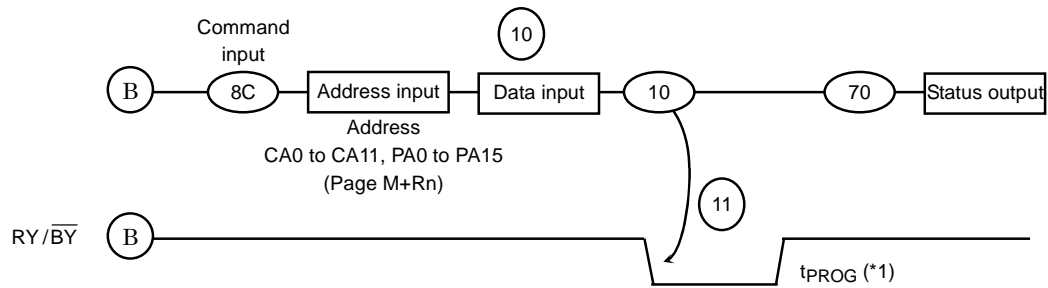 Command
input
10
B
8C
Address input
Data input
10
70
Status output
Address
CA0 to CA11, PA0 to PA15
(Page M+Rn)
11
RY/BY
B
tPROG (*1)